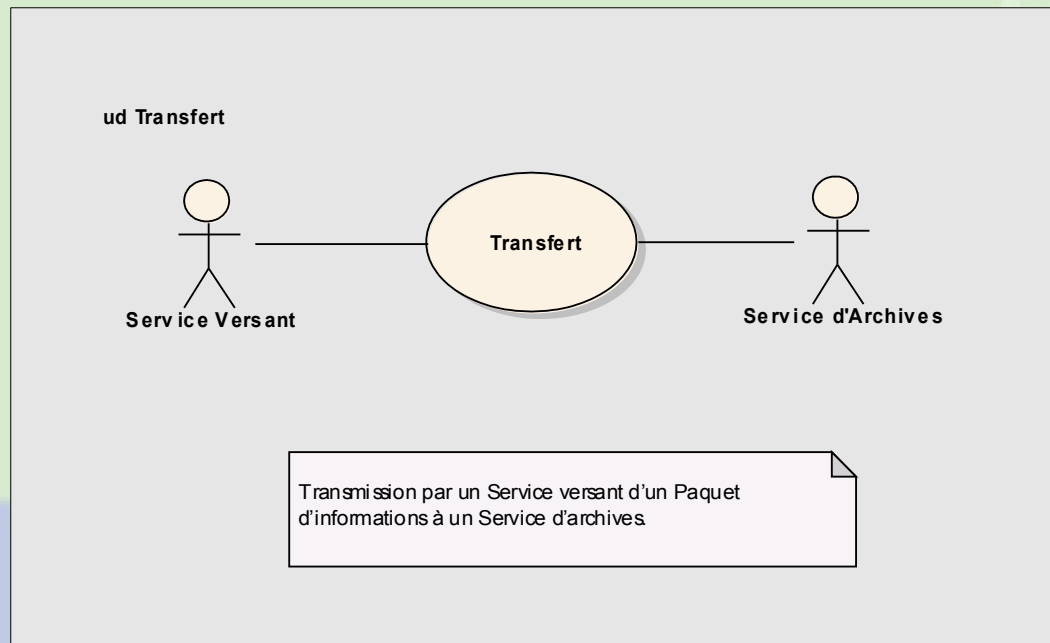 ud Transfert
Transfert
Service Versant
Service d'Archives
Transmission par un Service versant d’un Paquet
d’informations à un Service d’archives.